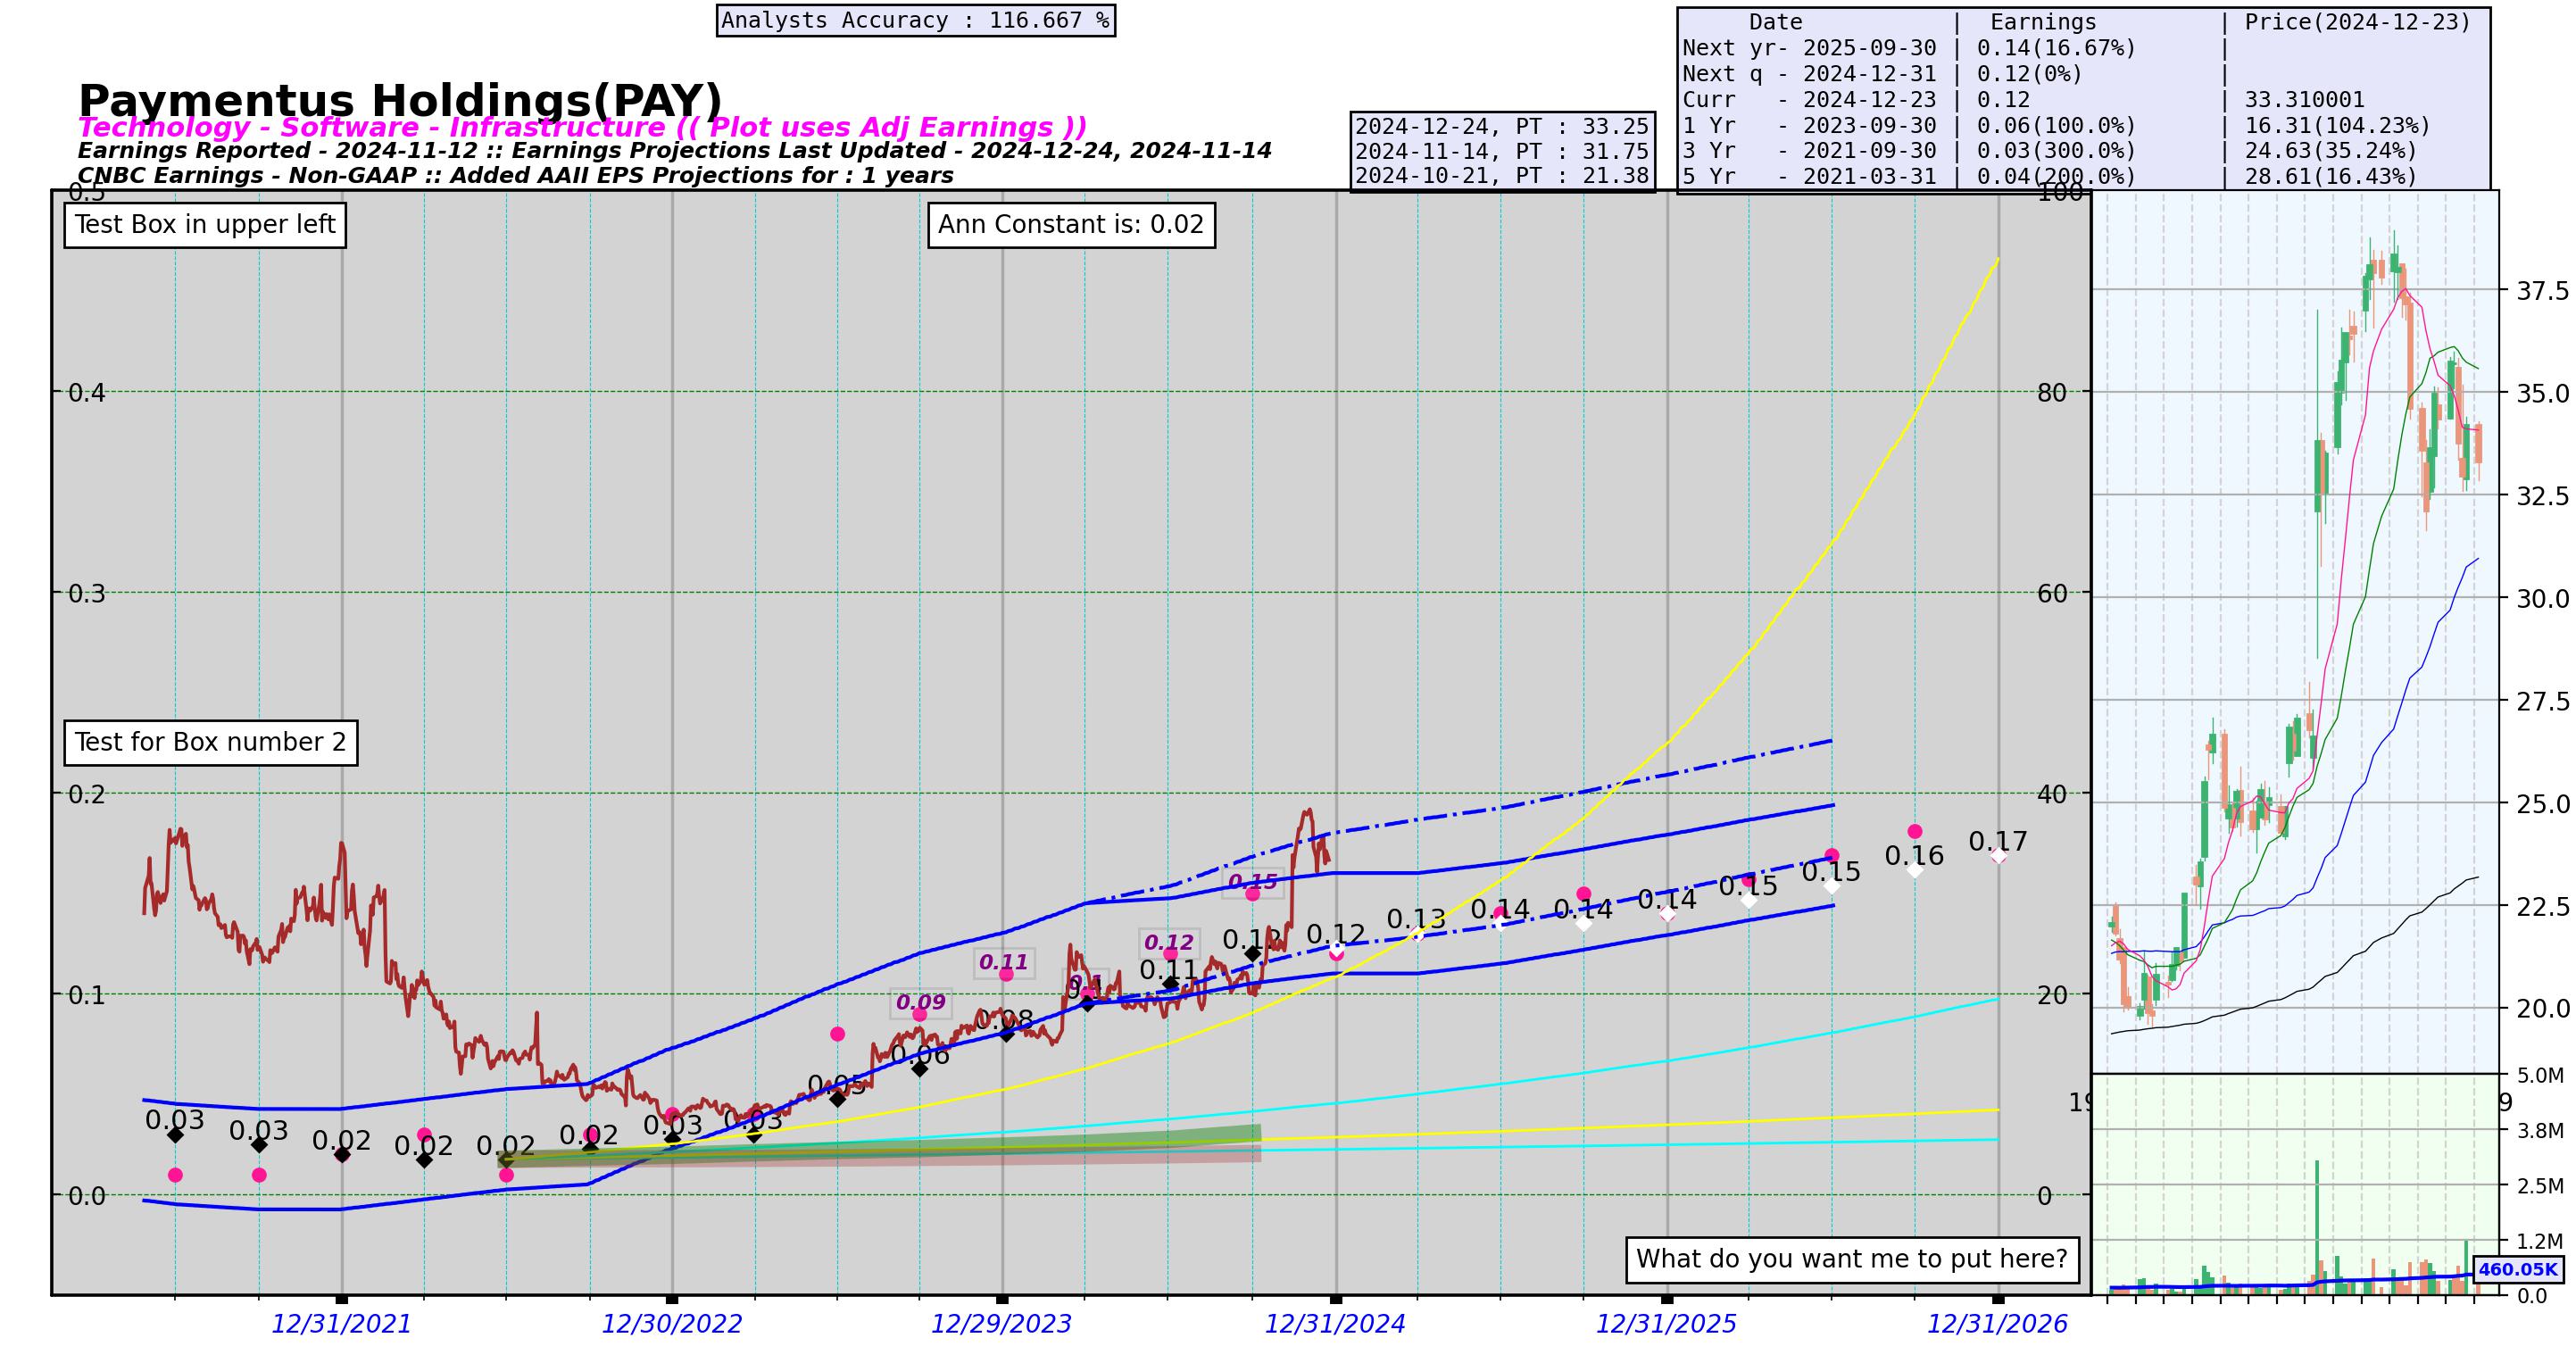 Analysts Accuracy : 116.667 %
Date | Earnings | Price(2024-12-23)
Next yr- 2025-09-30 | 0.14(16.67%) |
Next q - 2024-12-31 | 0.12(0%) |
Curr - 2024-12-23 | 0.12 | 33.310001
1 Yr - 2023-09-30 | 0.06(100.0%) | 16.31(104.23%)
3 Yr - 2021-09-30 | 0.03(300.0%) | 24.63(35.24%)
5 Yr - 2021-03-31 | 0.04(200.0%) | 28.61(16.43%)
Paymentus Holdings(PAY)
Technology - Software - Infrastructure (( Plot uses Adj Earnings ))
Earnings Reported - 2024-11-12 :: Earnings Projections Last Updated - 2024-12-24, 2024-11-14
CNBC Earnings - Non-GAAP :: Added AAII EPS Projections for : 1 years
2024-12-24, PT : 33.25
2024-11-14, PT : 31.75
2024-10-21, PT : 21.38
Test Box in upper left
Ann Constant is: 0.02
Test for Box number 2
What do you want me to put here?
0.5
0.4
0.3
0.2
0.1
0.0
100
80
60
40
20
0
0.03
0.03
0.02
0.02
0.02
0.02
0.03
0.03
0.05
0.06
0.08
0.1
0.11
0.12
0.12
0.13
0.14
0.14
0.14
0.15
0.15
0.16
0.17
0.09
0.11
0.1
0.12
0.15
12/31/2021
12/30/2022
12/29/2023
12/31/2024
12/31/2025
12/31/2026
37.5
35.0
32.5
30.0
27.5
25.0
22.5
20.0
5.0M
3.8M
2.5M
1.2M
0.0
460.05K